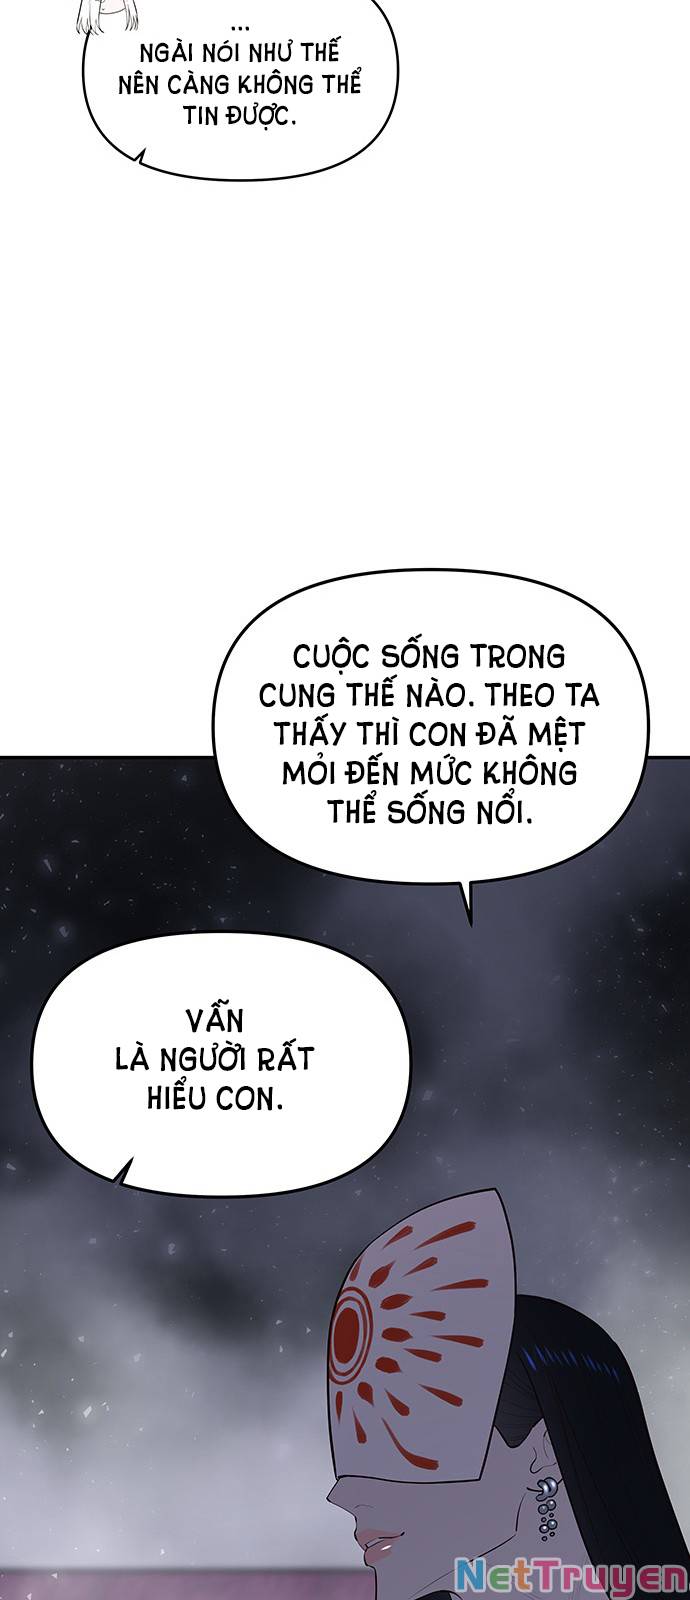 ...
NGÀI NÓI NHƯ THẾ
NÊN CÀNG KHÔNG THỂ
TIN ĐƯỢC.
CUỘC SỐNG TRONG
CUNG THẾ NÀO. THEO TA
THẤY THÌ CON ĐÃ MỆT
MỎI ĐẾN MỨC KHÔNG
THỂ SỐNG NỔI.
VẪN
LÀ NGƯỜI RẤT
HIỂU CON.
NETTRUYEN